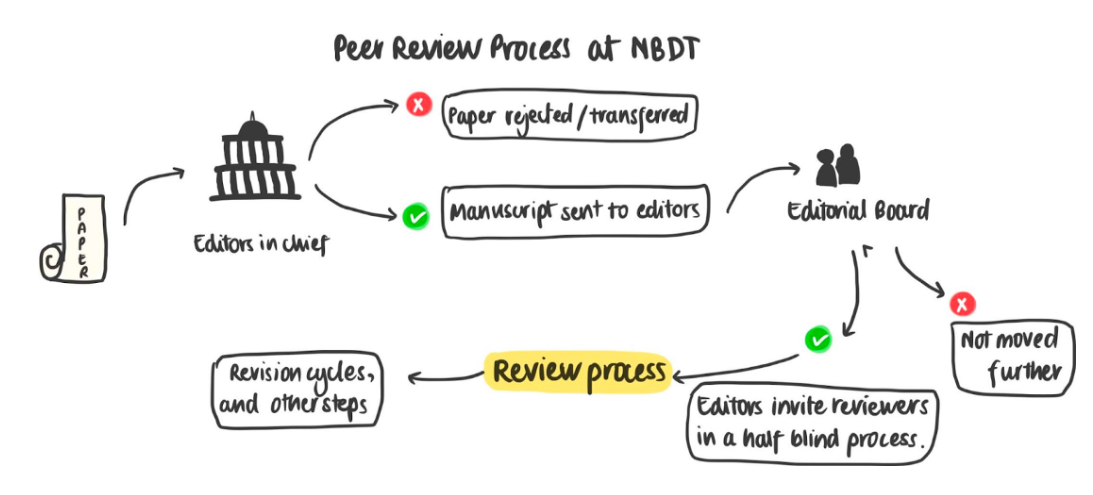 Peer Review Process at NBDT
PAPER
Editors in chief
Paper rejected/transferred
Manuscript sent to editors
Editorial Board
Not moved
further
Editors invite reviewers
in a half blind process.
Review process
Revision cycles,
and other steps